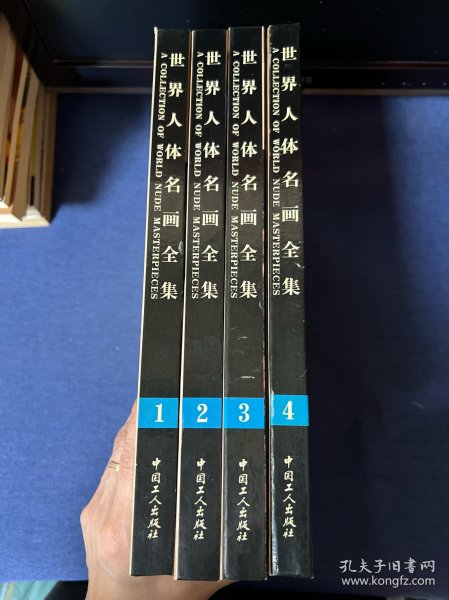 世界人体名画全集
A COLLECTION OF WORLD NUDE MASTERPIECES
1
中国工人出版社
世界人体名画全集
A COLLECTION OF WORLD NUDE MASTERPIECES
2
中国工人出版社
世界人体名画全集
A COLLECTION OF WORLD NUDE MASTERPIECES
3
中国工人出版社
世界人体名画全集
A COLLECTION OF WORLD NUDE MASTERPIECES
4
中国工人出版社
孔夫子旧书网
www.kongfz.com